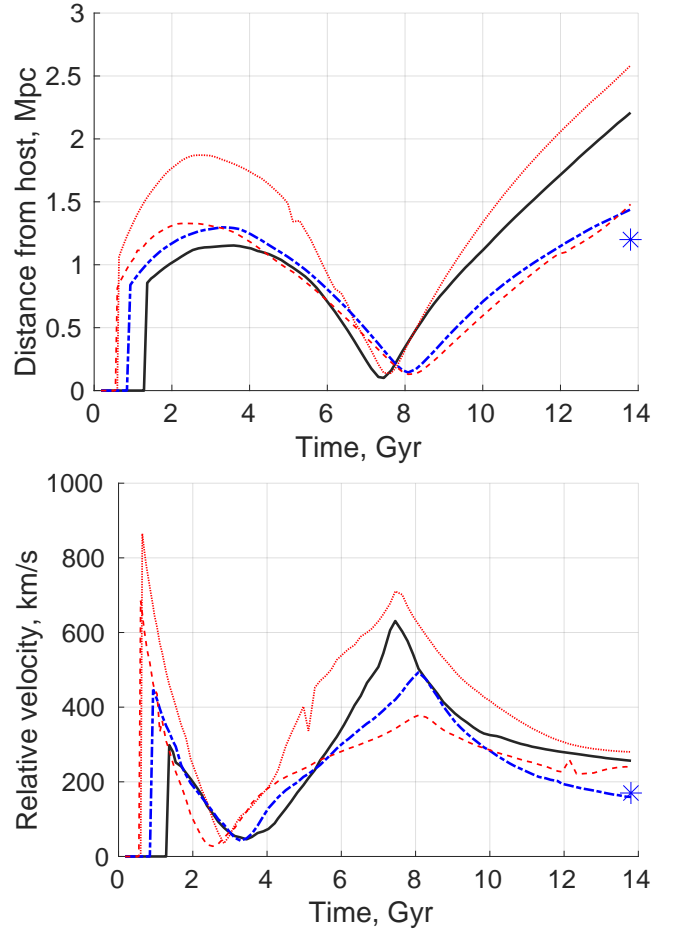 3
2.5
2
1.5
1
0.5
0
Distance from host, Mpc
0 2 4 6 8 10 12 14
Time, Gyr
1000
800
600
400
200
0
Relative velocity, km/s
0 2 4 6 8 10 12 14
Time, Gyr